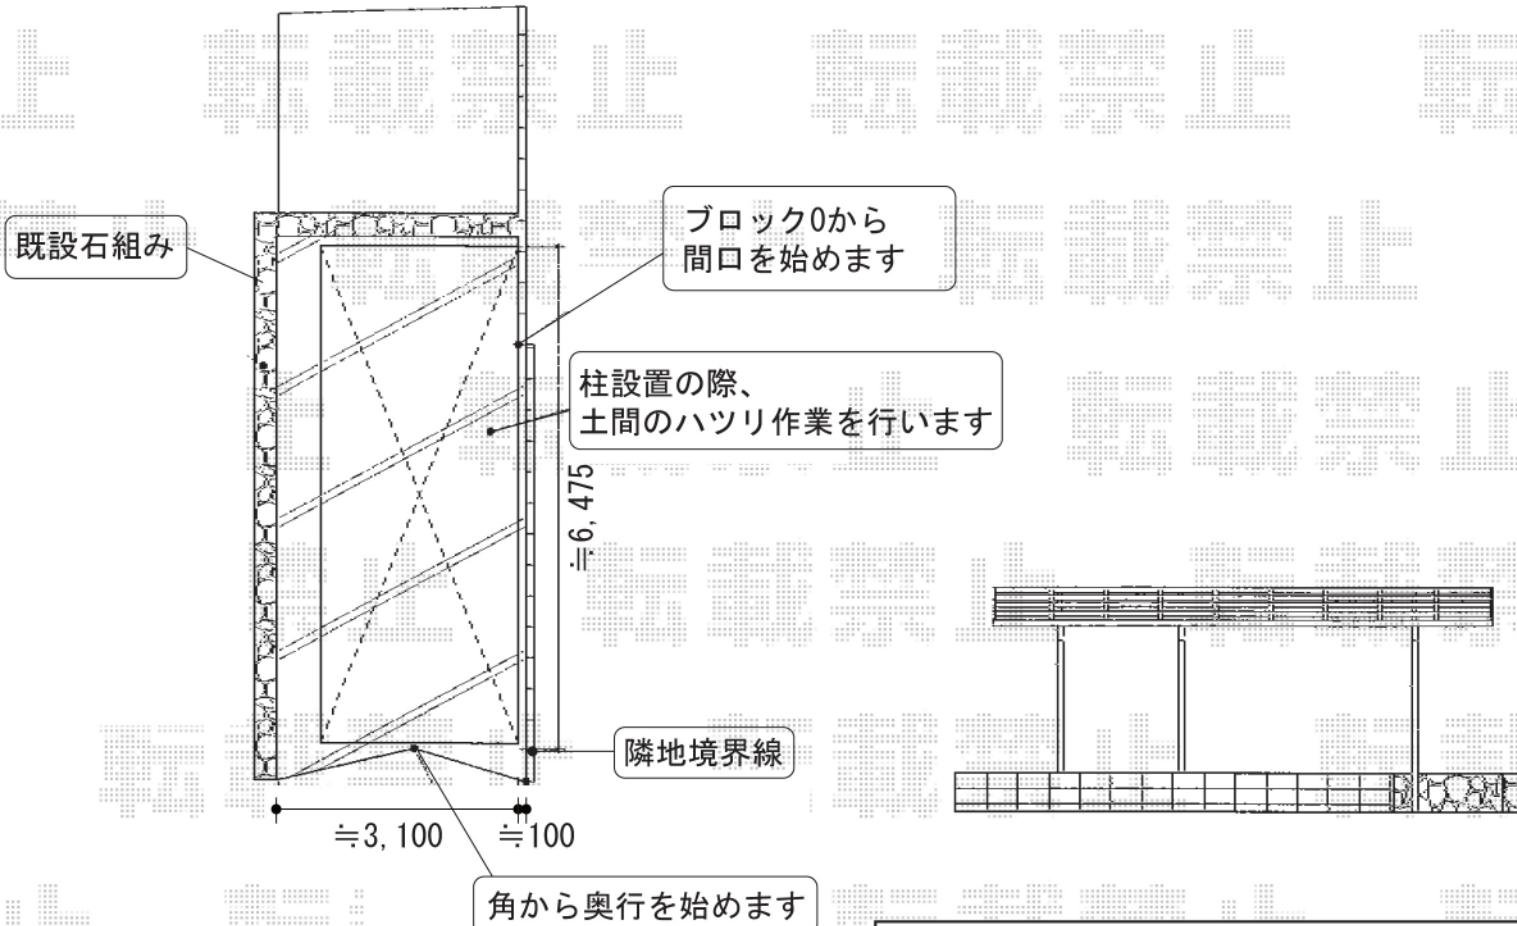 転載禁止
既設石組み
ブロック0から
間口を始めます
柱設置の際、
土間のハツリ作業を行います
≒6,475
隣地境界線
≒3,100
≒100
角から奥行を始めます